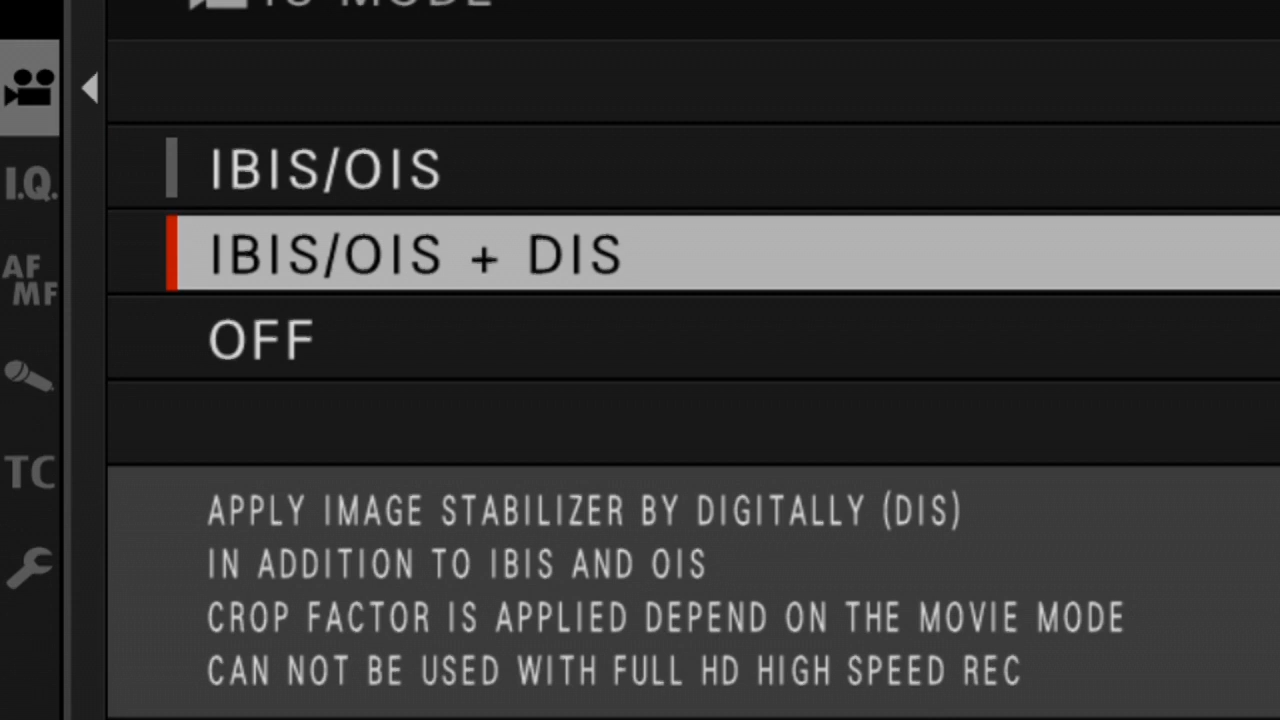 IS MODE
I.Q.
AF
MF
TC
IBIS/OIS
IBIS/OIS + DIS
OFF
APPLY IMAGE STABILIZER BY DIGITALLY (DIS)
IN ADDITION TO IBIS AND OIS
CROP FACTOR IS APPLIED DEPEND ON THE MOVIE MODE
CAN NOT BE USED WITH FULL HD HIGH SPEED REC